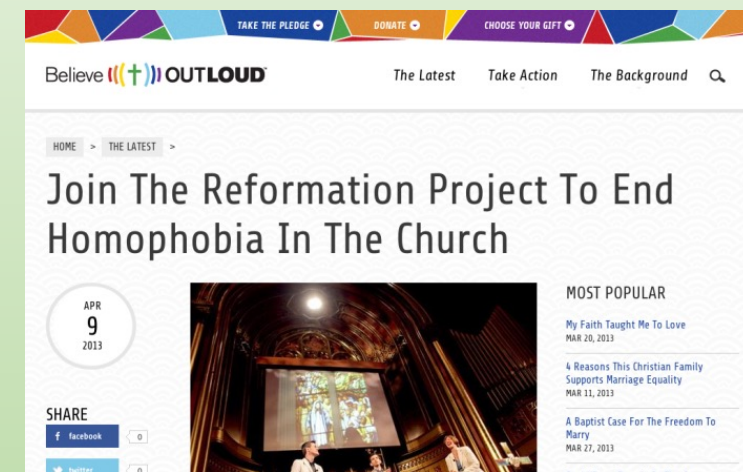 TAKE THE PLEDGE
DONATE
CHOOSE YOUR GIFT
Believe OUTLOUD
The Latest
Take Action
The Background
HOME > THE LATEST >
Join The Reformation Project To End
Homophobia In The Church
APR
9
2013
SHARE
f facebook 0
twitter 0
MOST POPULAR
My Faith Taught Me To Love
MAR 20, 2013
4 Reasons This Christian Family
Supports Marriage Equality
MAR 11, 2013
A Baptist Case For The Freedom To
Marry
MAR 27, 2013